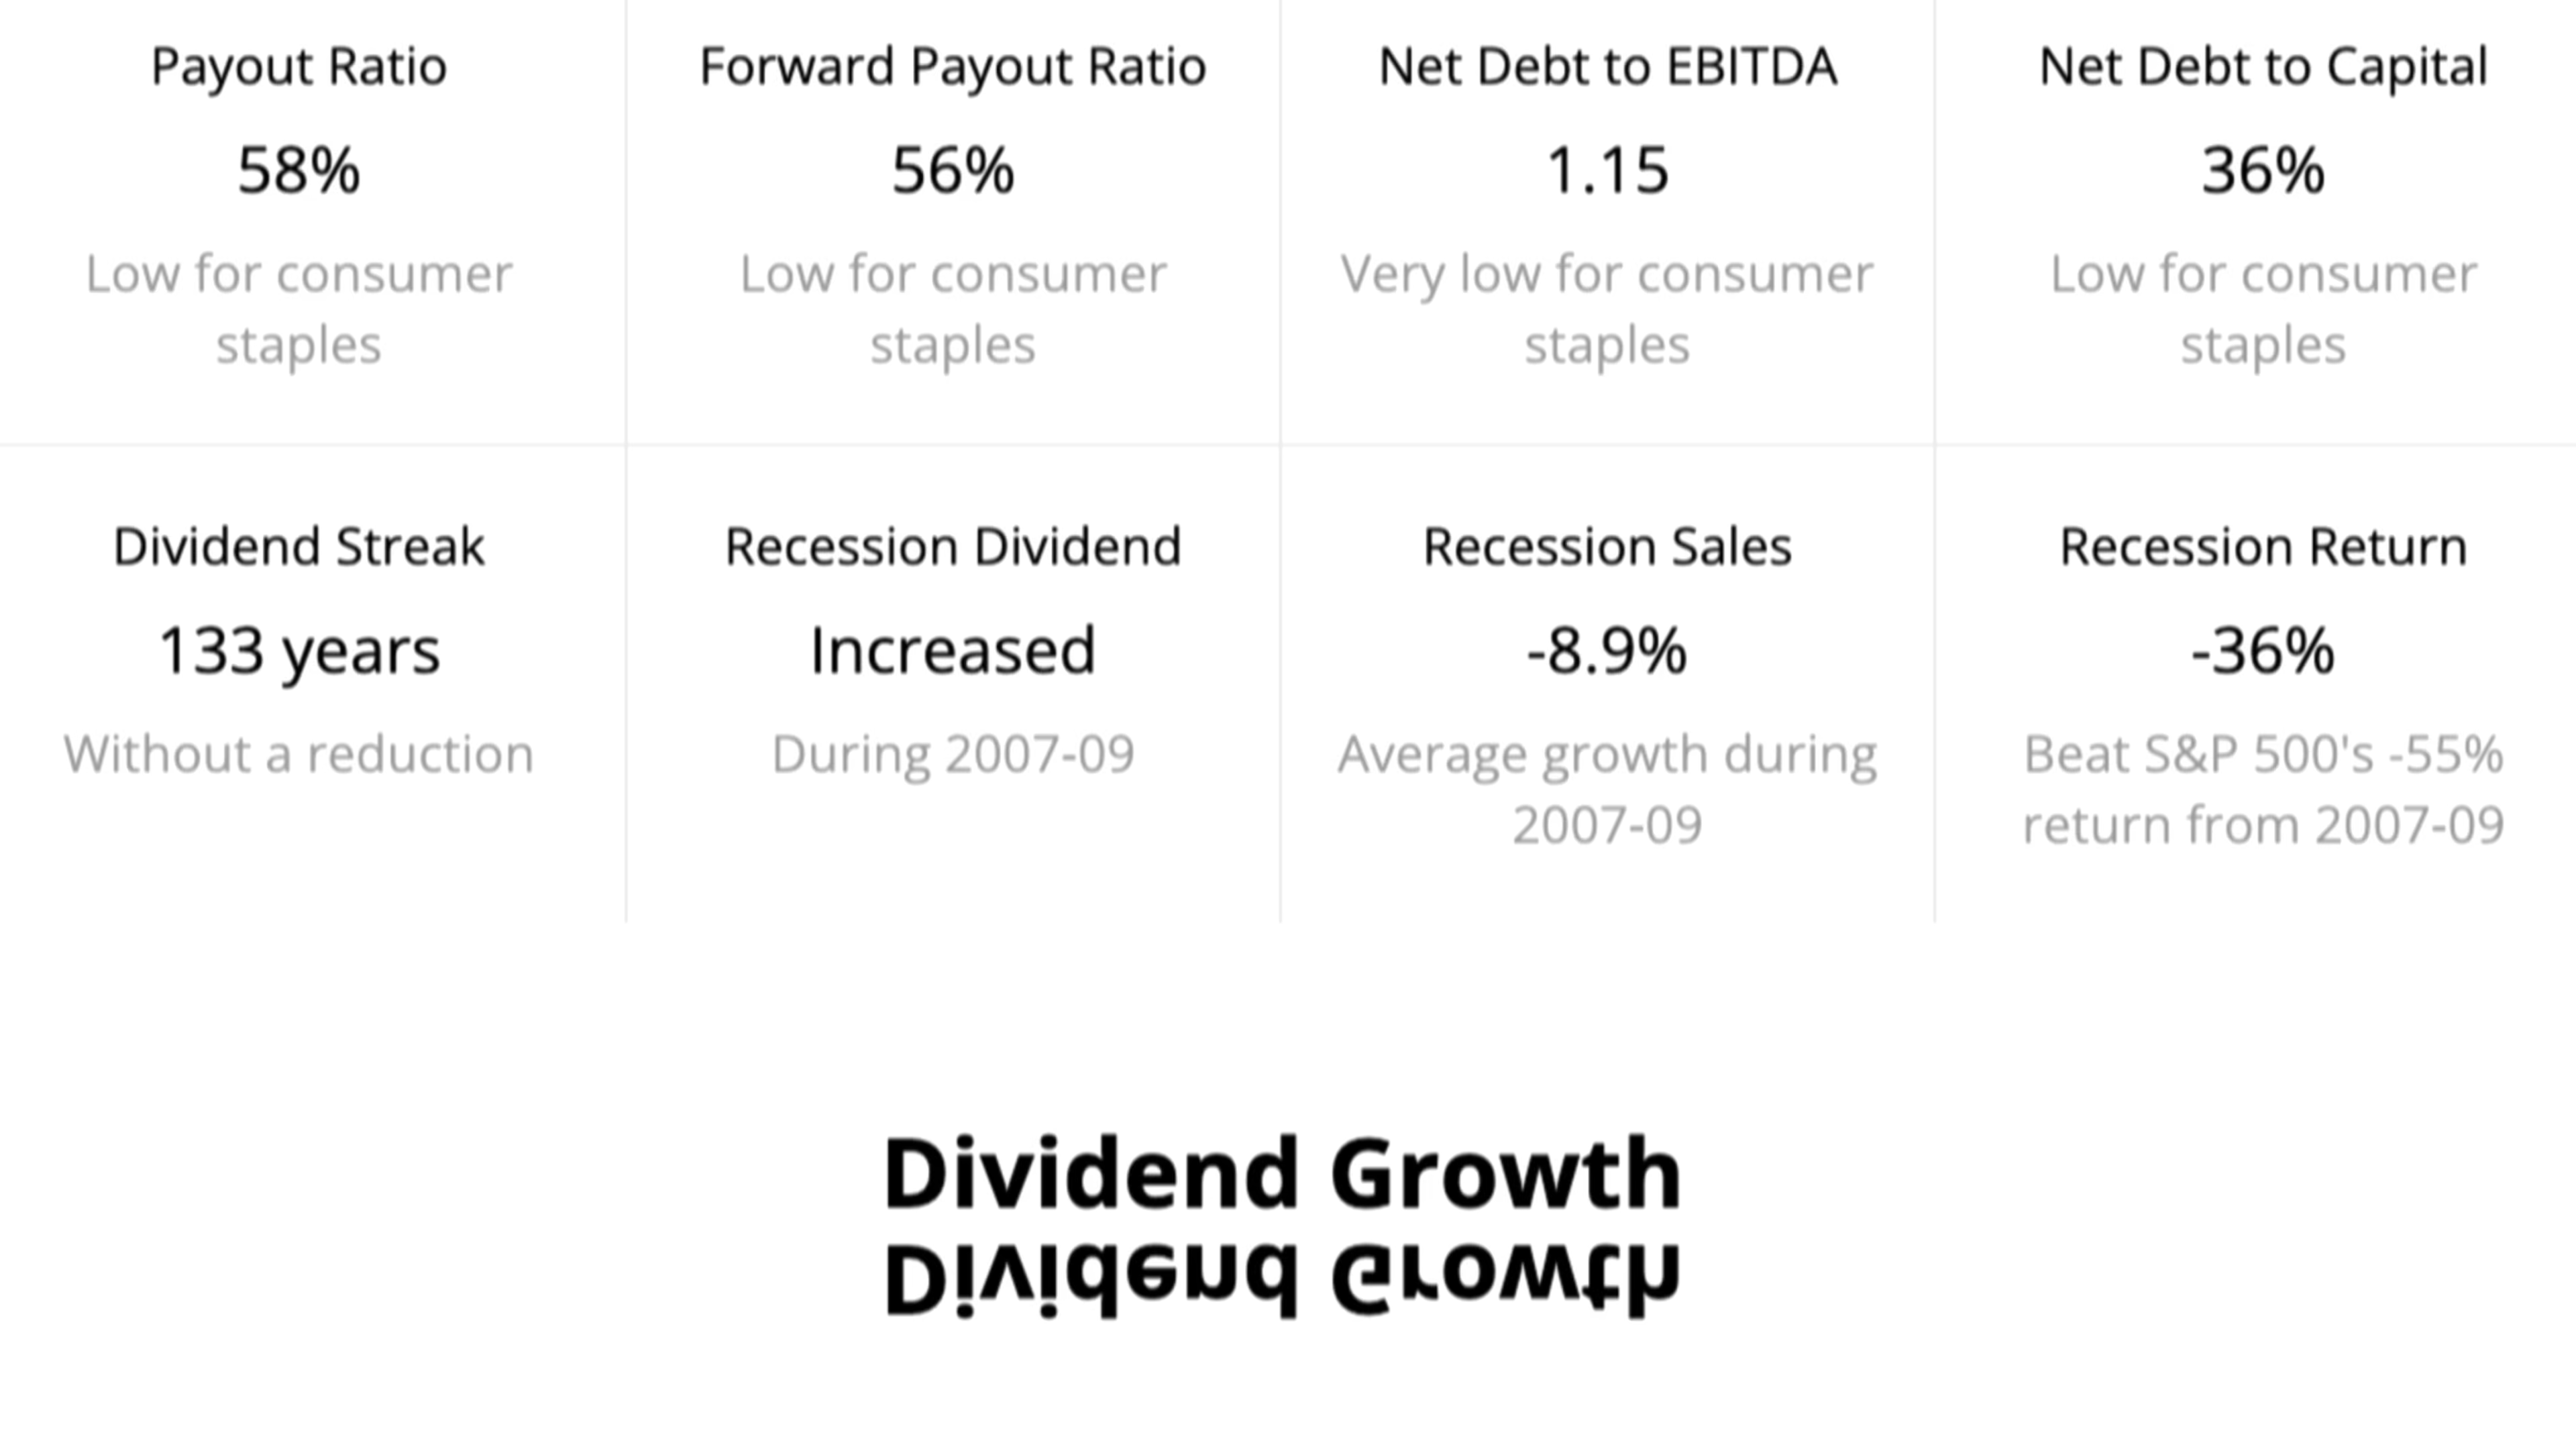 Payout Ratio
58%
Low for consumer
staples
Forward Payout Ratio
56%
Low for consumer
staples
Net Debt to EBITDA
1.15
Very low for consumer
staples
Net Debt to Capital
36%
Low for consumer
staples
Dividend Streak
133 years
Without a reduction
Recession Dividend
Increased
During 2007-09
Recession Sales
-8.9%
Average growth during
2007-09
Recession Return
-36%
Beat S&P 500's -55%
return from 2007-09
Dividend Growth
Dividend Growth